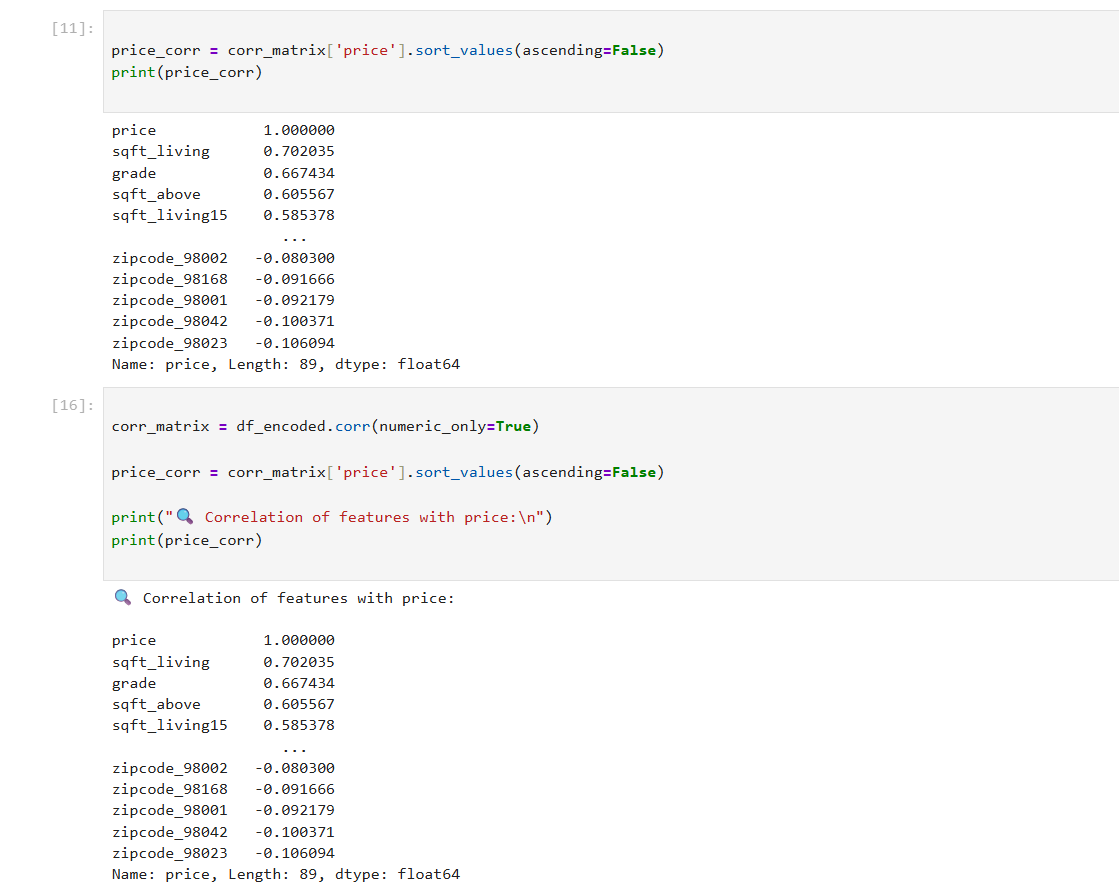 [11]:
price_corr = corr_matrix['price'].sort_values(ascending=False)
print(price_corr)
price 1.000000
sqft_living 0.702035
grade 0.667434
sqft_above 0.605567
sqft_living15 0.585378
...
zipcode_98002 -0.080300
zipcode_98168 -0.091666
zipcode_98001 -0.092179
zipcode_98042 -0.100371
zipcode_98023 -0.106094
Name: price, Length: 89, dtype: float64
[16]:
corr_matrix = df_encoded.corr(numeric_only=True)
price_corr = corr_matrix['price'].sort_values(ascending=False)
print("🔍 Correlation of features with price:\n")
print(price_corr)
🔍 Correlation of features with price:
price 1.000000
sqft_living 0.702035
grade 0.667434
sqft_above 0.605567
sqft_living15 0.585378
...
zipcode_98002 -0.080300
zipcode_98168 -0.091666
zipcode_98001 -0.092179
zipcode_98042 -0.100371
zipcode_98023 -0.106094
Name: price, Length: 89, dtype: float64